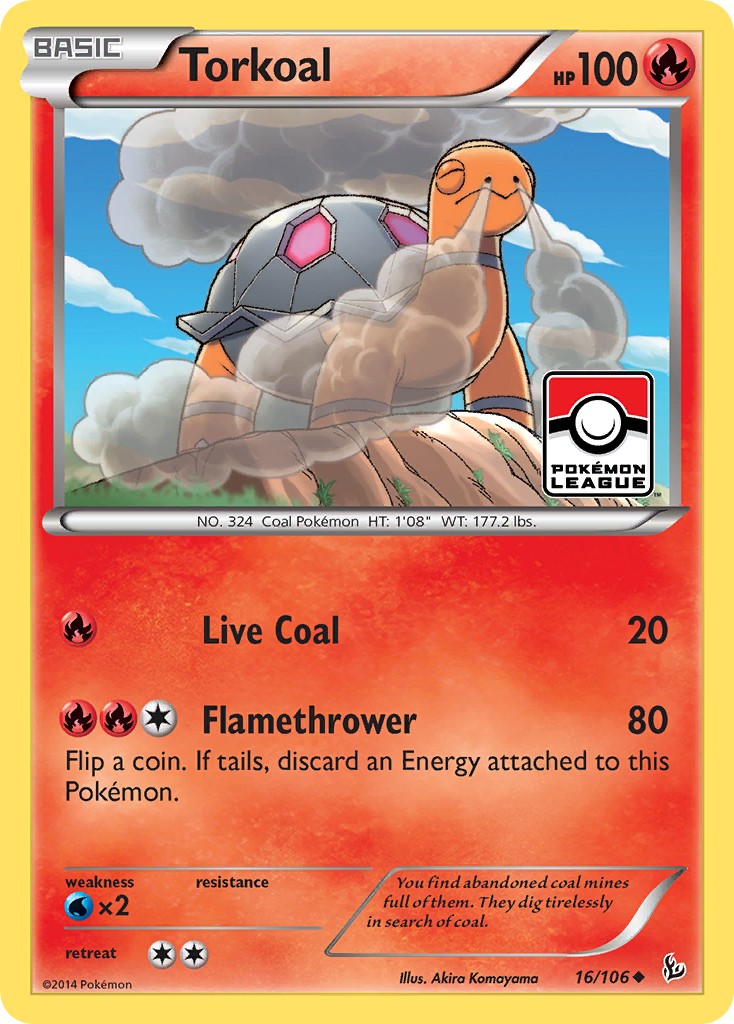 BASIC
Torkoal
HP100
POKÉMON
LEAGUE
™
NO. 324 Coal Pokémon HT: 1'08" WT: 177.2 lbs.
Live Coal 20
Flamethrower 80
Flip a coin. If tails, discard an Energy attached to this
Pokémon.
weakness resistance
×2
You find abandoned coal mines
full of them. They dig tirelessly
in search of coal.
retreat
©2014 Pokémon
Illus. Akira Komayama
16/106